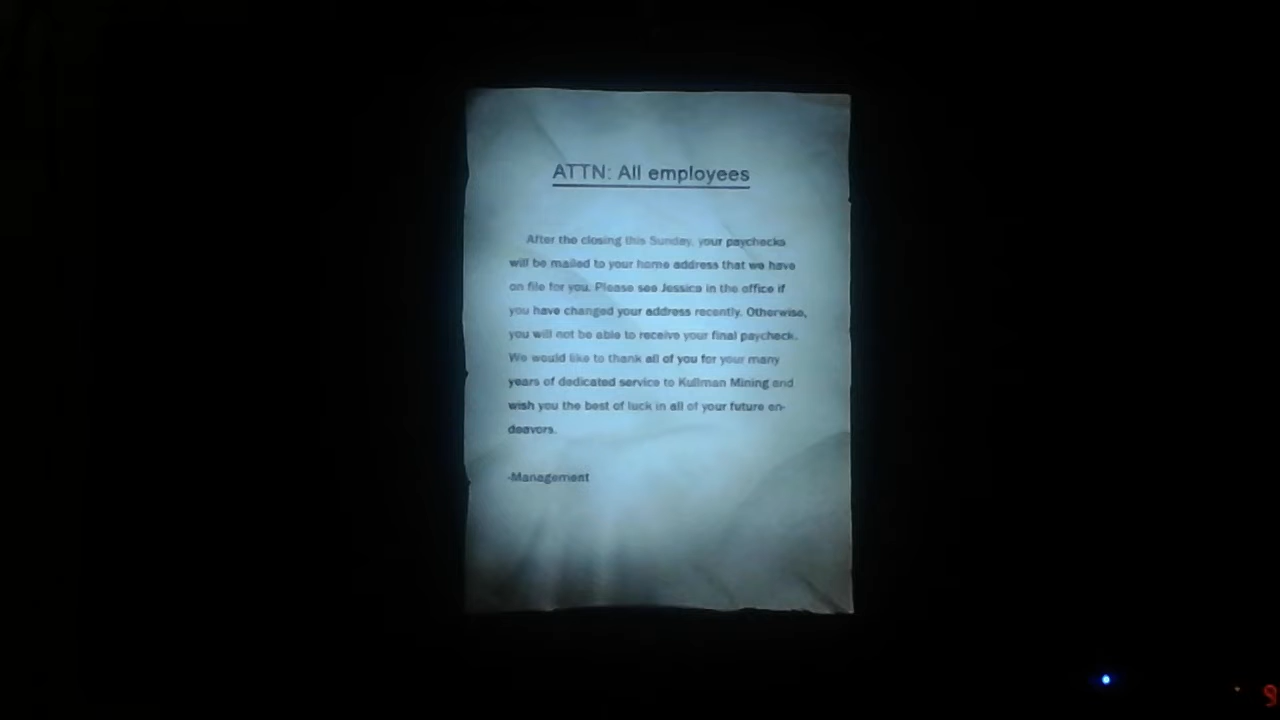 ATTN: All employees
After the closing this Sunday, your paychecks
will be mailed to your home address that we have
on file for you. Please see Jessica in the office if
you have changed your address recently. Otherwise,
you will not be able to receive your final paycheck.
We would like to thank all of you for your many
years of dedicated service to Kullman Mining and
wish you the best of luck in all of your future en-
deavors.
-Management